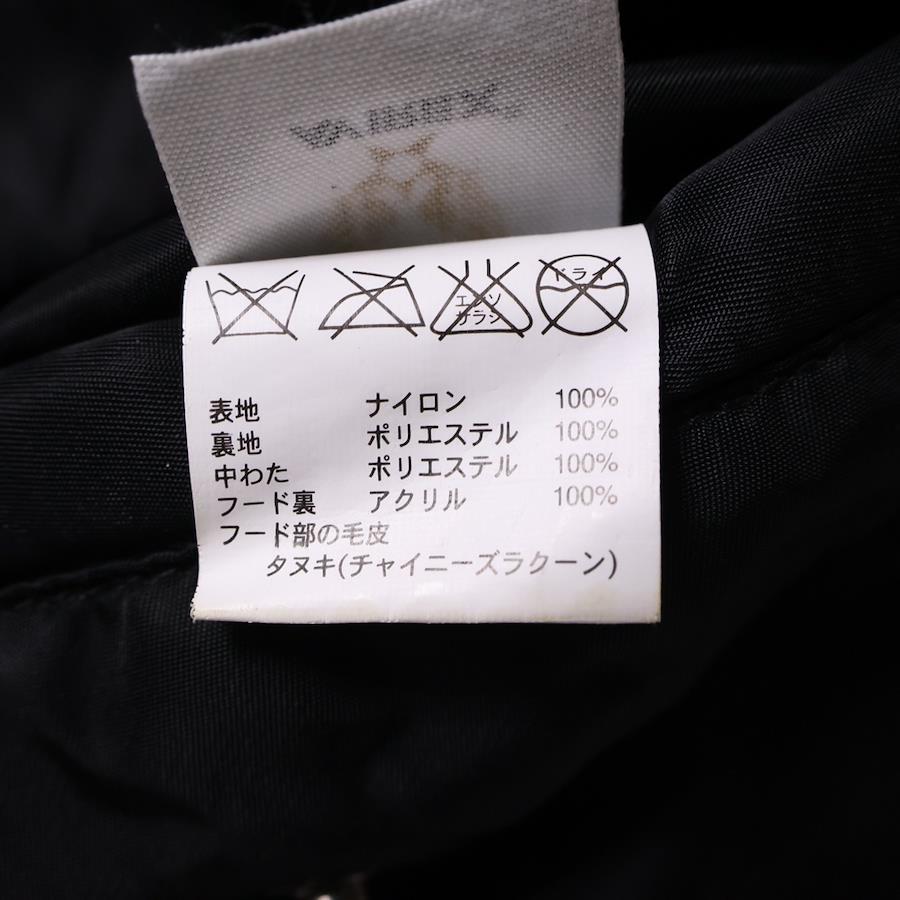 ドライ
エンソ
サラシ
表地 ナイロン 100%
裏地 ポリエステル 100%
中わた ポリエステル 100%
フード裏 アクリル 100%
フード部の毛皮
タヌキ(チャイニーズラクーン)